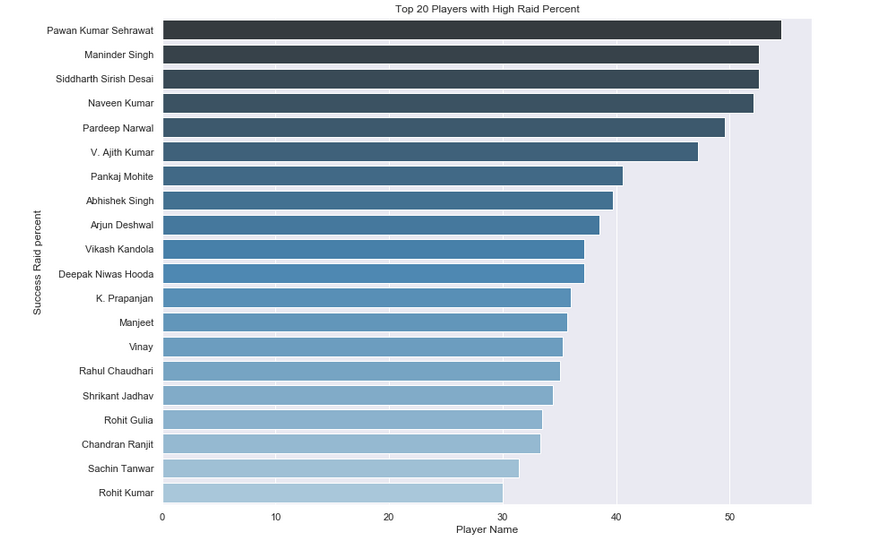 Top 20 Players with High Raid Percent
Success Raid percent
Pawan Kumar Sehrawat
Maninder Singh
Siddharth Sirish Desai
Naveen Kumar
Pardeep Narwal
V. Ajith Kumar
Pankaj Mohite
Abhishek Singh
Arjun Deshwal
Vikash Kandola
Deepak Niwas Hooda
K. Prapanjan
Manjeet
Vinay
Rahul Chaudhari
Shrikant Jadhav
Rohit Gulia
Chandran Ranjit
Sachin Tanwar
Rohit Kumar
0 10 20 30 40 50
Player Name